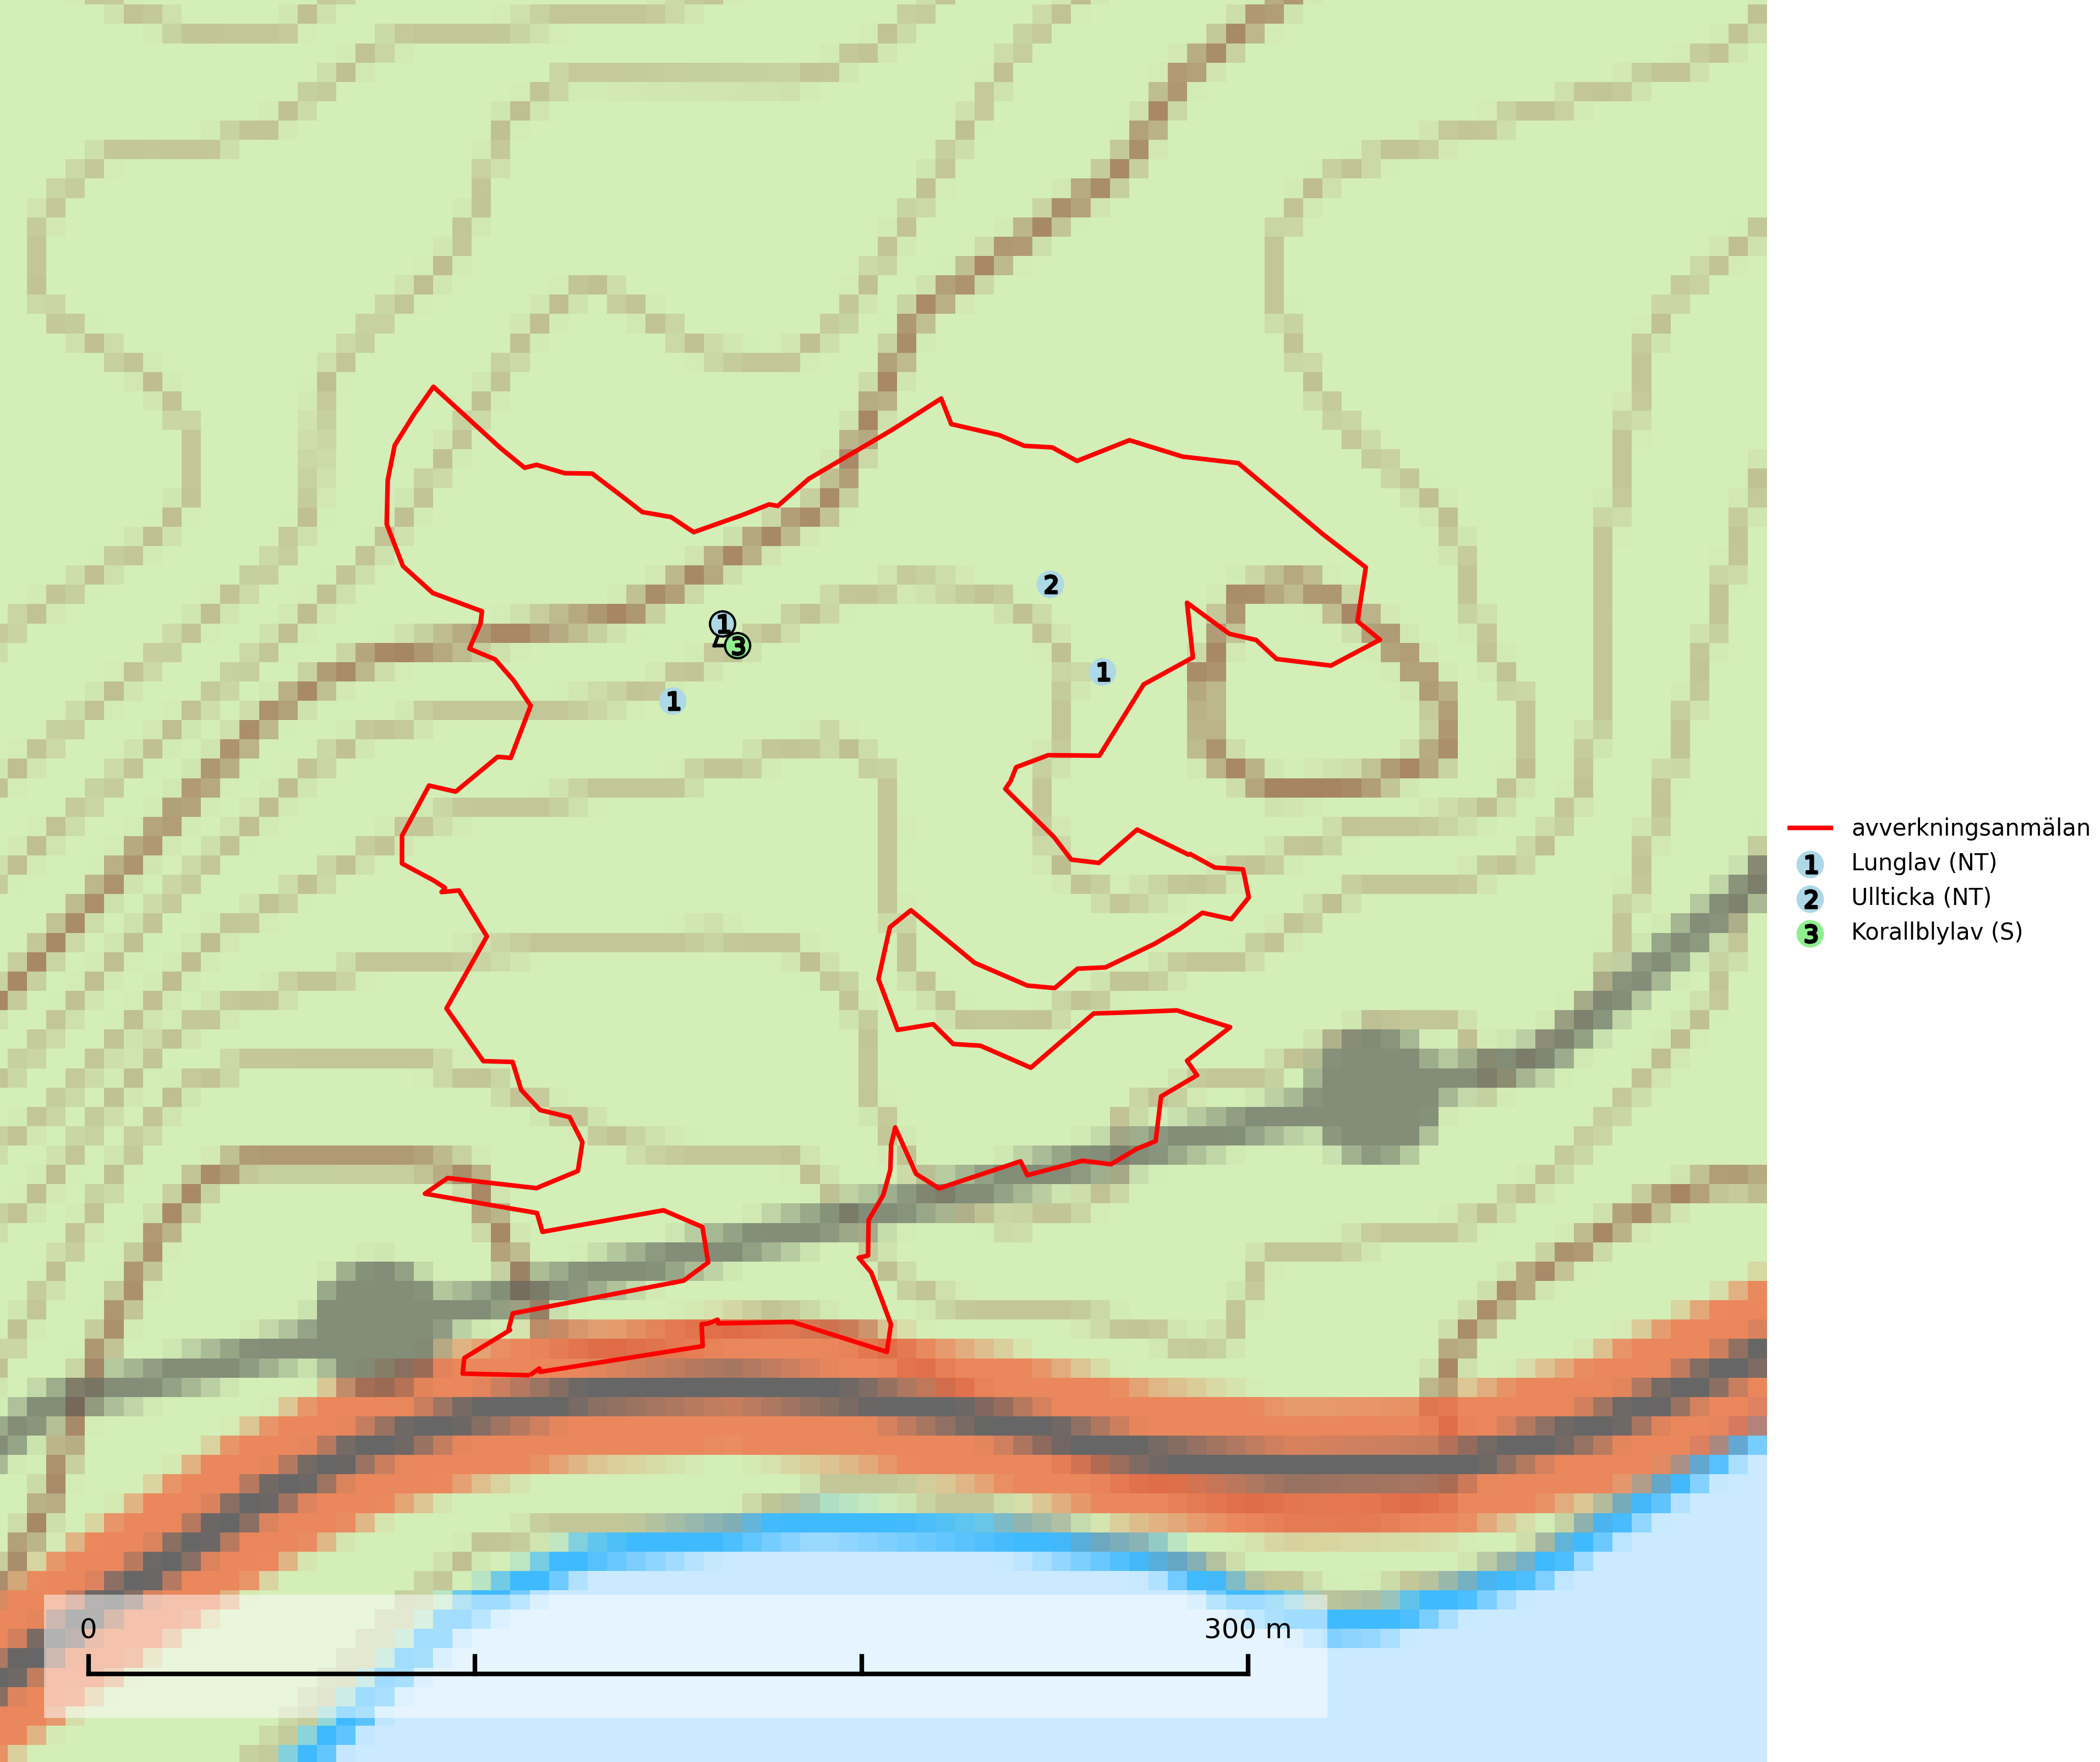 2
1
3
1
1
0
300 m
avverkningsanmälan
1 Lunglav (NT)
2 Ullticka (NT)
3 Korallblylav (S)